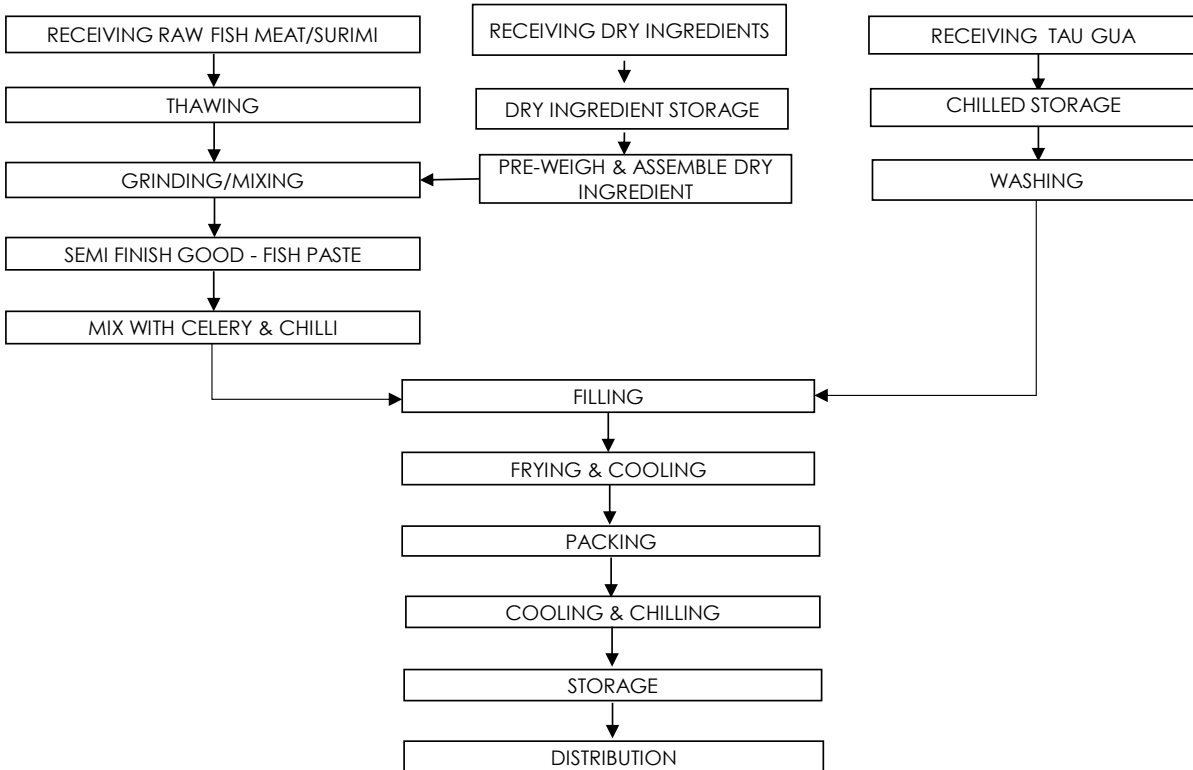 RECEIVING RAW FISH MEAT/SURIMI
THAWING
GRINDING/MIXING
SEMI FINISH GOOD - FISH PASTE
MIX WITH CELERY & CHILLI
RECEIVING DRY INGREDIENTS
DRY INGREDIENT STORAGE
PRE-WEIGH & ASSEMBLE DRY
INGREDIENT
RECEIVING TAU GUA
CHILLED STORAGE
WASHING
FILLING
FRYING & COOLING
PACKING
COOLING & CHILLING
STORAGE
DISTRIBUTION